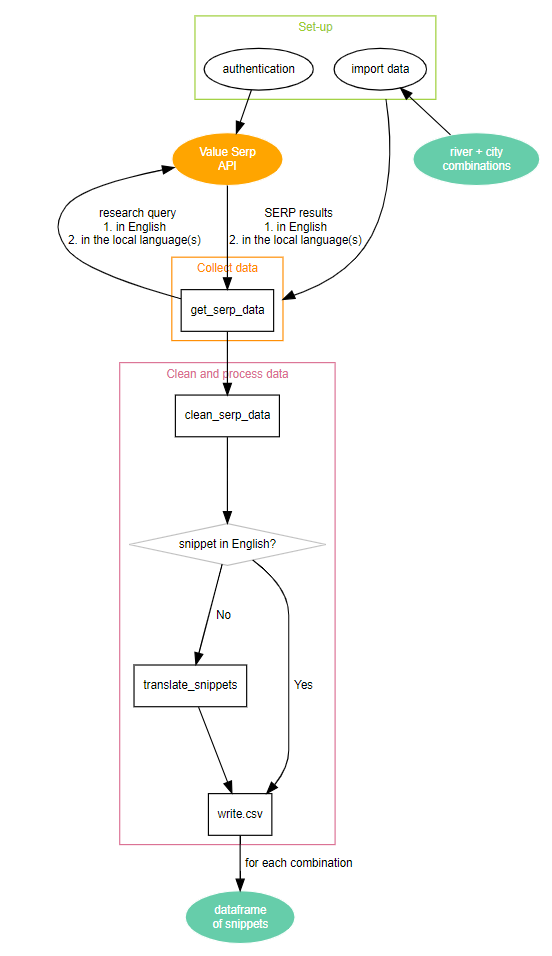 Set-up
authentication
import data
Value Serp
API
river + city
combinations
research query
1. in English
2. in the local language(s)
SERP results
1. in English
2. in the local language(s)
Collect data
get_serp_data
Clean and process data
clean_serp_data
snippet in English?
No
translate_snippets
Yes
write.csv
for each combination
dataframe
of snippets